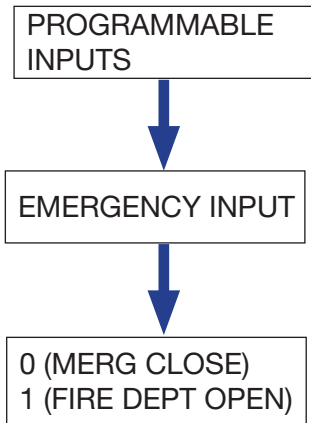 PROGRAMMABLE
INPUTS
EMERGENCY INPUT
0 (MERG CLOSE)
1 (FIRE DEPT OPEN)